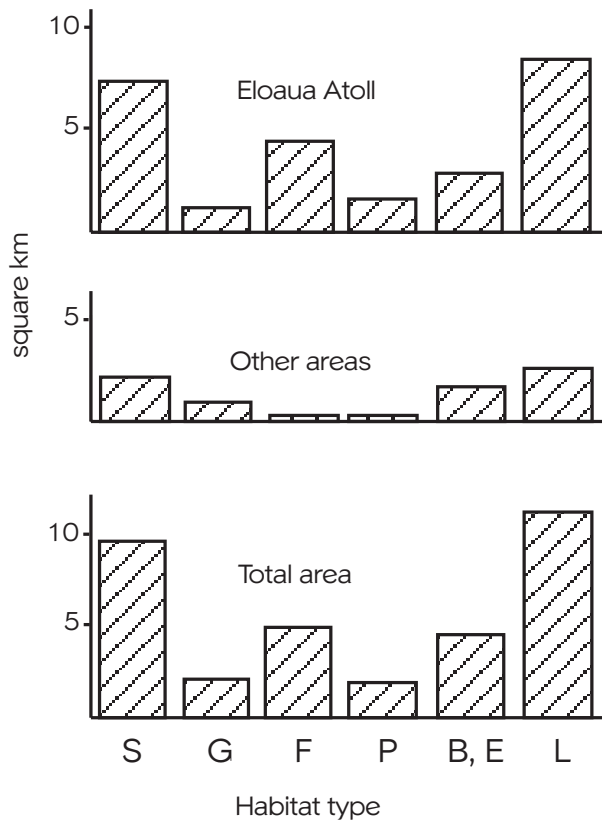 10
Eloaua Atoll
5
square km
5
Other areas
10
Total area
5
S G F P B, E L
Habitat type